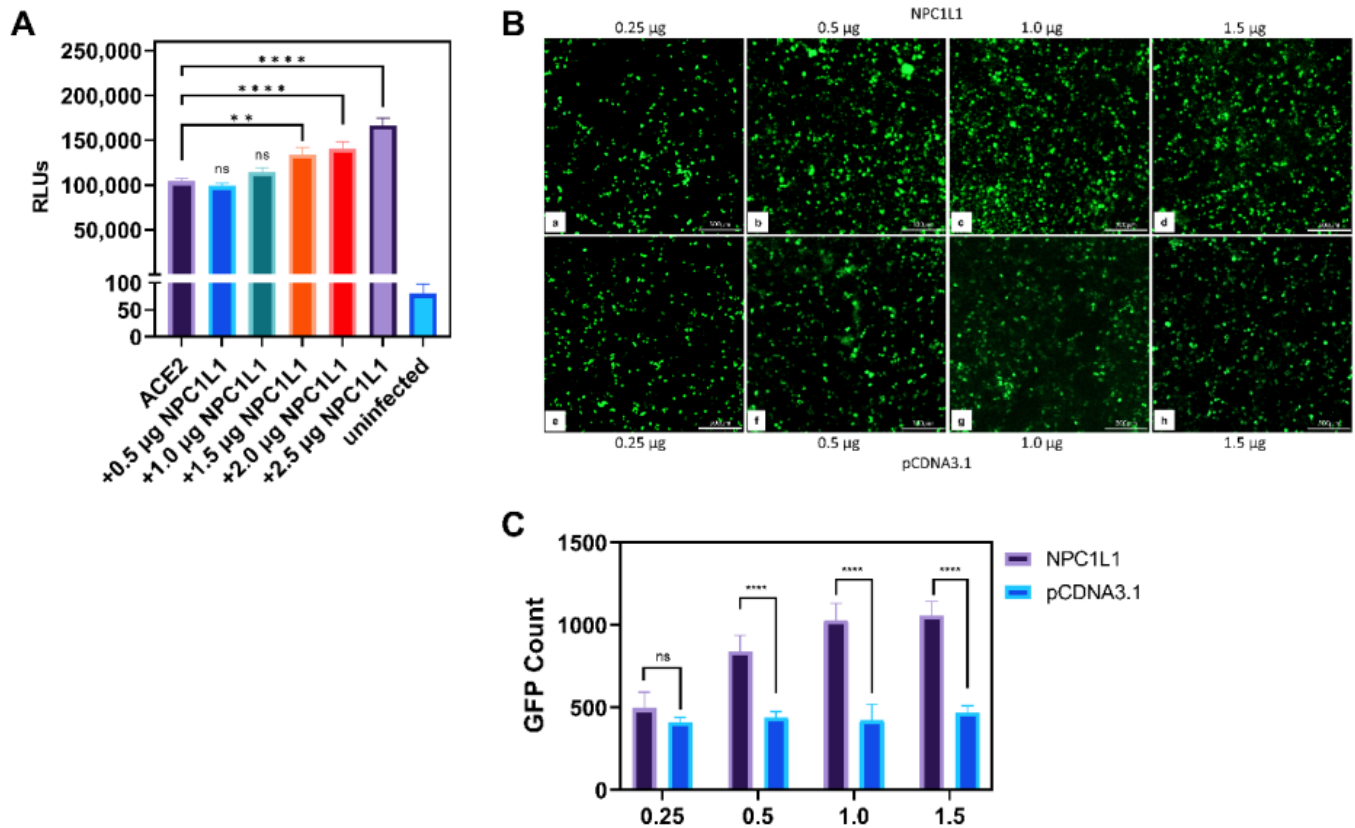 A
250,000
200,000
150,000
100,000
50,000
100
50
0
RLUs
****
****
**
ns
ns
ACE2
+0.5 µg NPC1L1
+1.0 µg NPC1L1
+1.5 µg NPC1L1
+2.0 µg NPC1L1
+2.5 µg NPC1L1
uninfected
B
NPC1L1
0.25 µg 0.5 µg 1.0 µg 1.5 µg
a b c d
e f g h
0.25 µg 0.5 µg 1.0 µg 1.5 µg
pCDNA3.1
C
1500
1000
500
0
GFP Count
ns
****
****
****
0.25 0.5 1.0 1.5
NPC1L1
pCDNA3.1